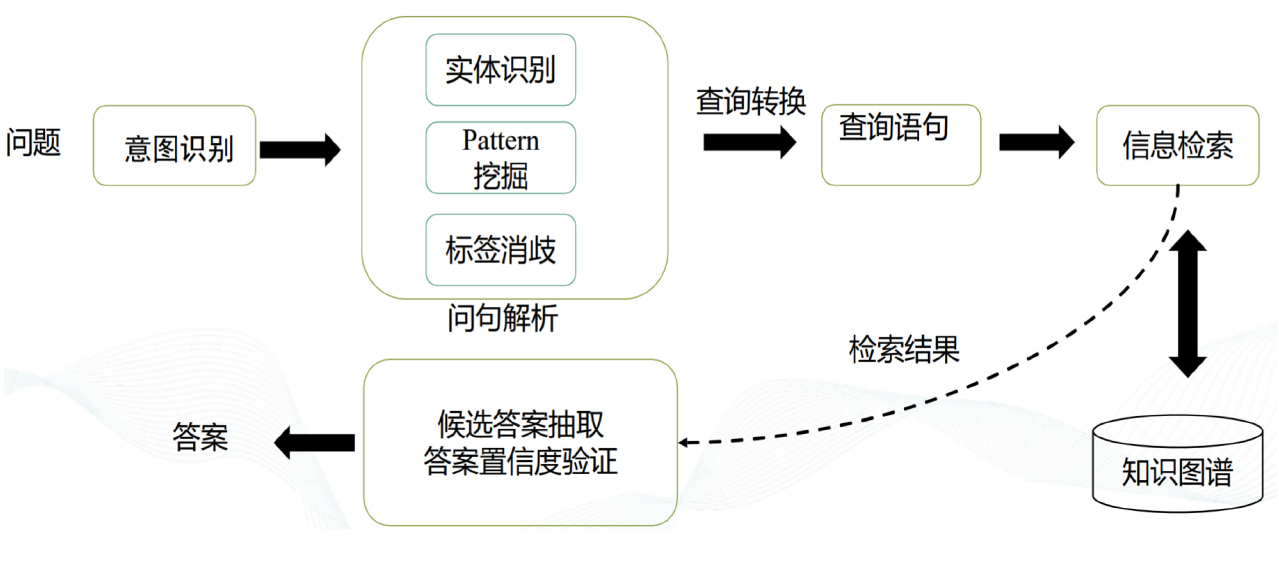 问题
意图识别
实体识别
Pattern
挖掘
标签消歧
问句解析
查询转换
查询语句
信息检索
检索结果
知识图谱
候选答案抽取
答案置信度验证
答案